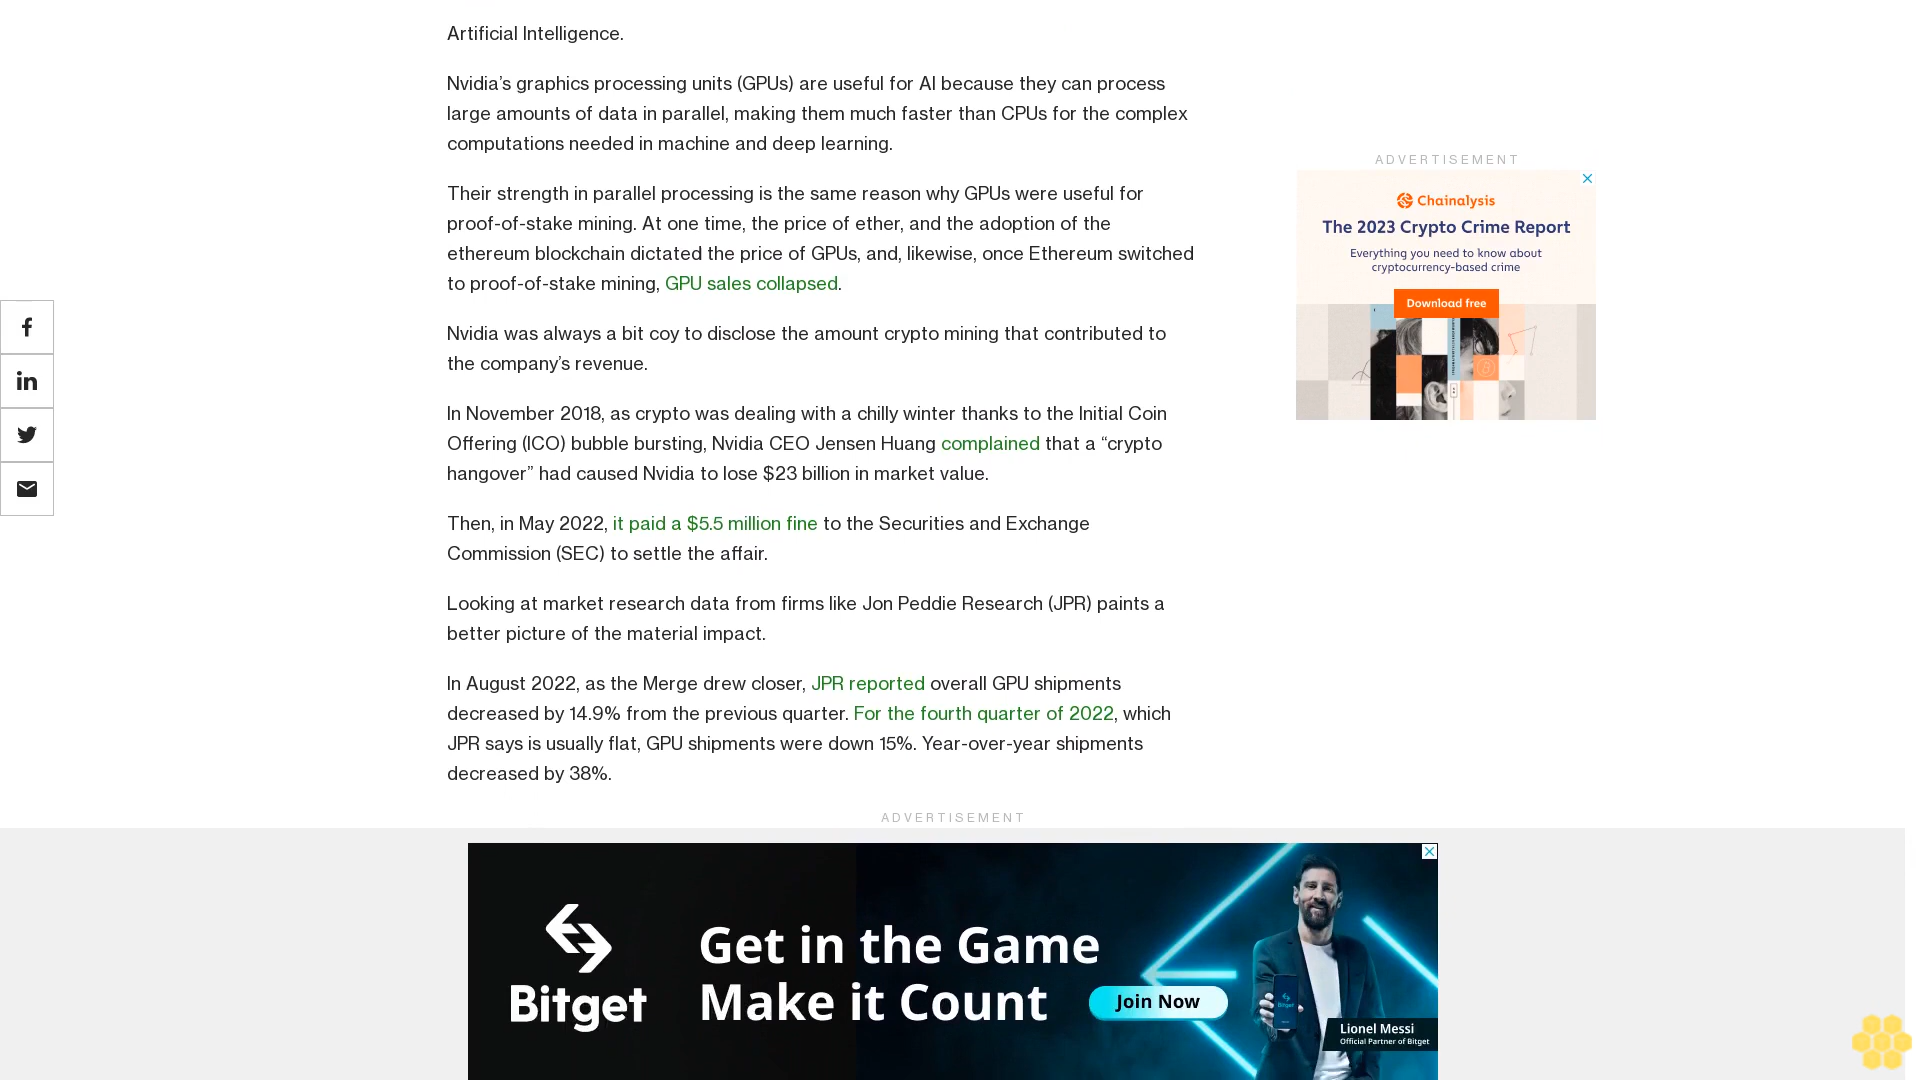 Artificial Intelligence.
Nvidia’s graphics processing units (GPUs) are useful for AI because they can process
large amounts of data in parallel, making them much faster than CPUs for the complex
computations needed in machine and deep learning.
Their strength in parallel processing is the same reason why GPUs were useful for
proof-of-stake mining. At one time, the price of ether, and the adoption of the
ethereum blockchain dictated the price of GPUs, and, likewise, once Ethereum switched
to proof-of-stake mining, GPU sales collapsed.
Nvidia was always a bit coy to disclose the amount crypto mining that contributed to
the company’s revenue.
In November 2018, as crypto was dealing with a chilly winter thanks to the Initial Coin
Offering (ICO) bubble bursting, Nvidia CEO Jensen Huang complained that a “crypto
hangover” had caused Nvidia to lose $23 billion in market value.
Then, in May 2022, it paid a $5.5 million fine to the Securities and Exchange
Commission (SEC) to settle the affair.
Looking at market research data from firms like Jon Peddie Research (JPR) paints a
better picture of the material impact.
In August 2022, as the Merge drew closer, JPR reported overall GPU shipments
decreased by 14.9% from the previous quarter. For the fourth quarter of 2022, which
JPR says is usually flat, GPU shipments were down 15%. Year-over-year shipments
decreased by 38%.
ADVERTISEMENT
Chainalysis
The 2023 Crypto Crime Report
Everything you need to know about
cryptocurrency-based crime
Download free
ADVERTISEMENT
Bitget
Get in the Game
Make it Count
Join Now
Bitget
Lionel Messi
Official Partner of Bitget